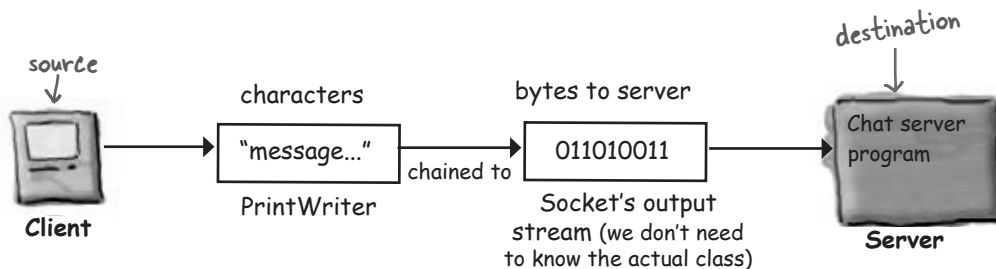 source
Client
characters
"message..."
PrintWriter
chained to
bytes to server
011010011
Socket's output
stream (we don't need
to know the actual class)
destination
Chat server
program
Server